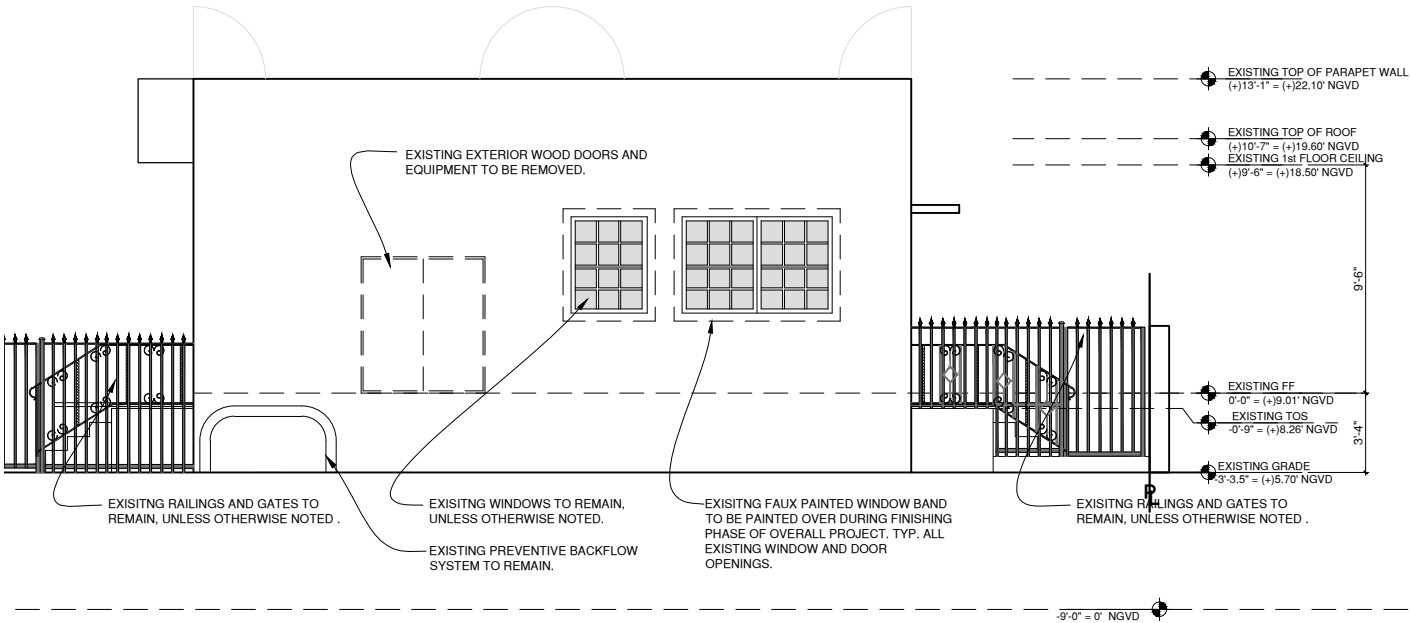 EXISTING TOP OF PARAPET WALL
(+)13'-1" = (+)22.10' NGVD
EXISTING TOP OF ROOF
(+)10'-7" = (+)19.60' NGVD
EXISTING 1st FLOOR CEILING
(+)9'-6" = (+)18.50' NGVD
EXISTING EXTERIOR WOOD DOORS AND
EQUIPMENT TO BE REMOVED.
9'-6"
EXISTING FF
0'-0" = (+)9.01' NGVD
EXISTING TOS
-0'-9" = (+)8.26' NGVD
3'-4"
EXISTING GRADE
-3'-3.5" = (+)5.70' NGVD
PL
EXISITNG RAILINGS AND GATES TO
REMAIN, UNLESS OTHERWISE NOTED .
EXISITNG WINDOWS TO REMAIN,
UNLESS OTHERWISE NOTED.
EXISTING PREVENTIVE BACKFLOW
SYSTEM TO REMAIN.
EXISITNG FAUX PAINTED WINDOW BAND
TO BE PAINTED OVER DURING FINISHING
PHASE OF OVERALL PROJECT. TYP. ALL
EXISTING WINDOW AND DOOR
OPENINGS.
EXISITNG RAILINGS AND GATES TO
REMAIN, UNLESS OTHERWISE NOTED .
-9'-0" = 0' NGVD